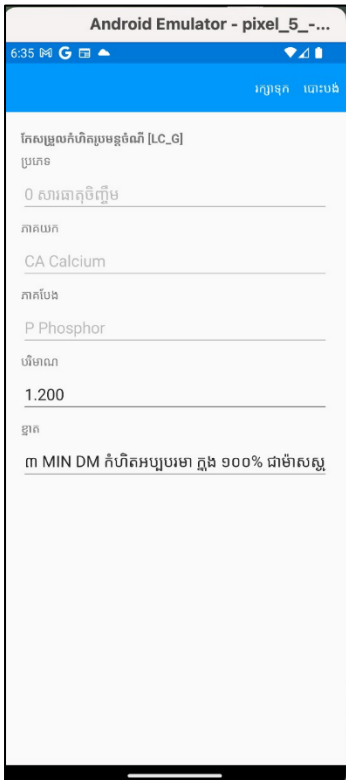 Android Emulator - pixel_5_-...
6:35
រក្សាទុក បោះបង់
កែសម្រួលកំហិតរូបមន្តចំណី [LC_G]
ប្រភេទ
0 សារធាតុចិញ្ចឹម
ភាគយក
CA Calcium
ភាគបែង
P Phosphor
បរិមាណ
1.200
ខ្នាត
៣ MIN DM កំហិតអប្បបរមា ក្នុង ១០០% ជាម៉ាសស្ងួ